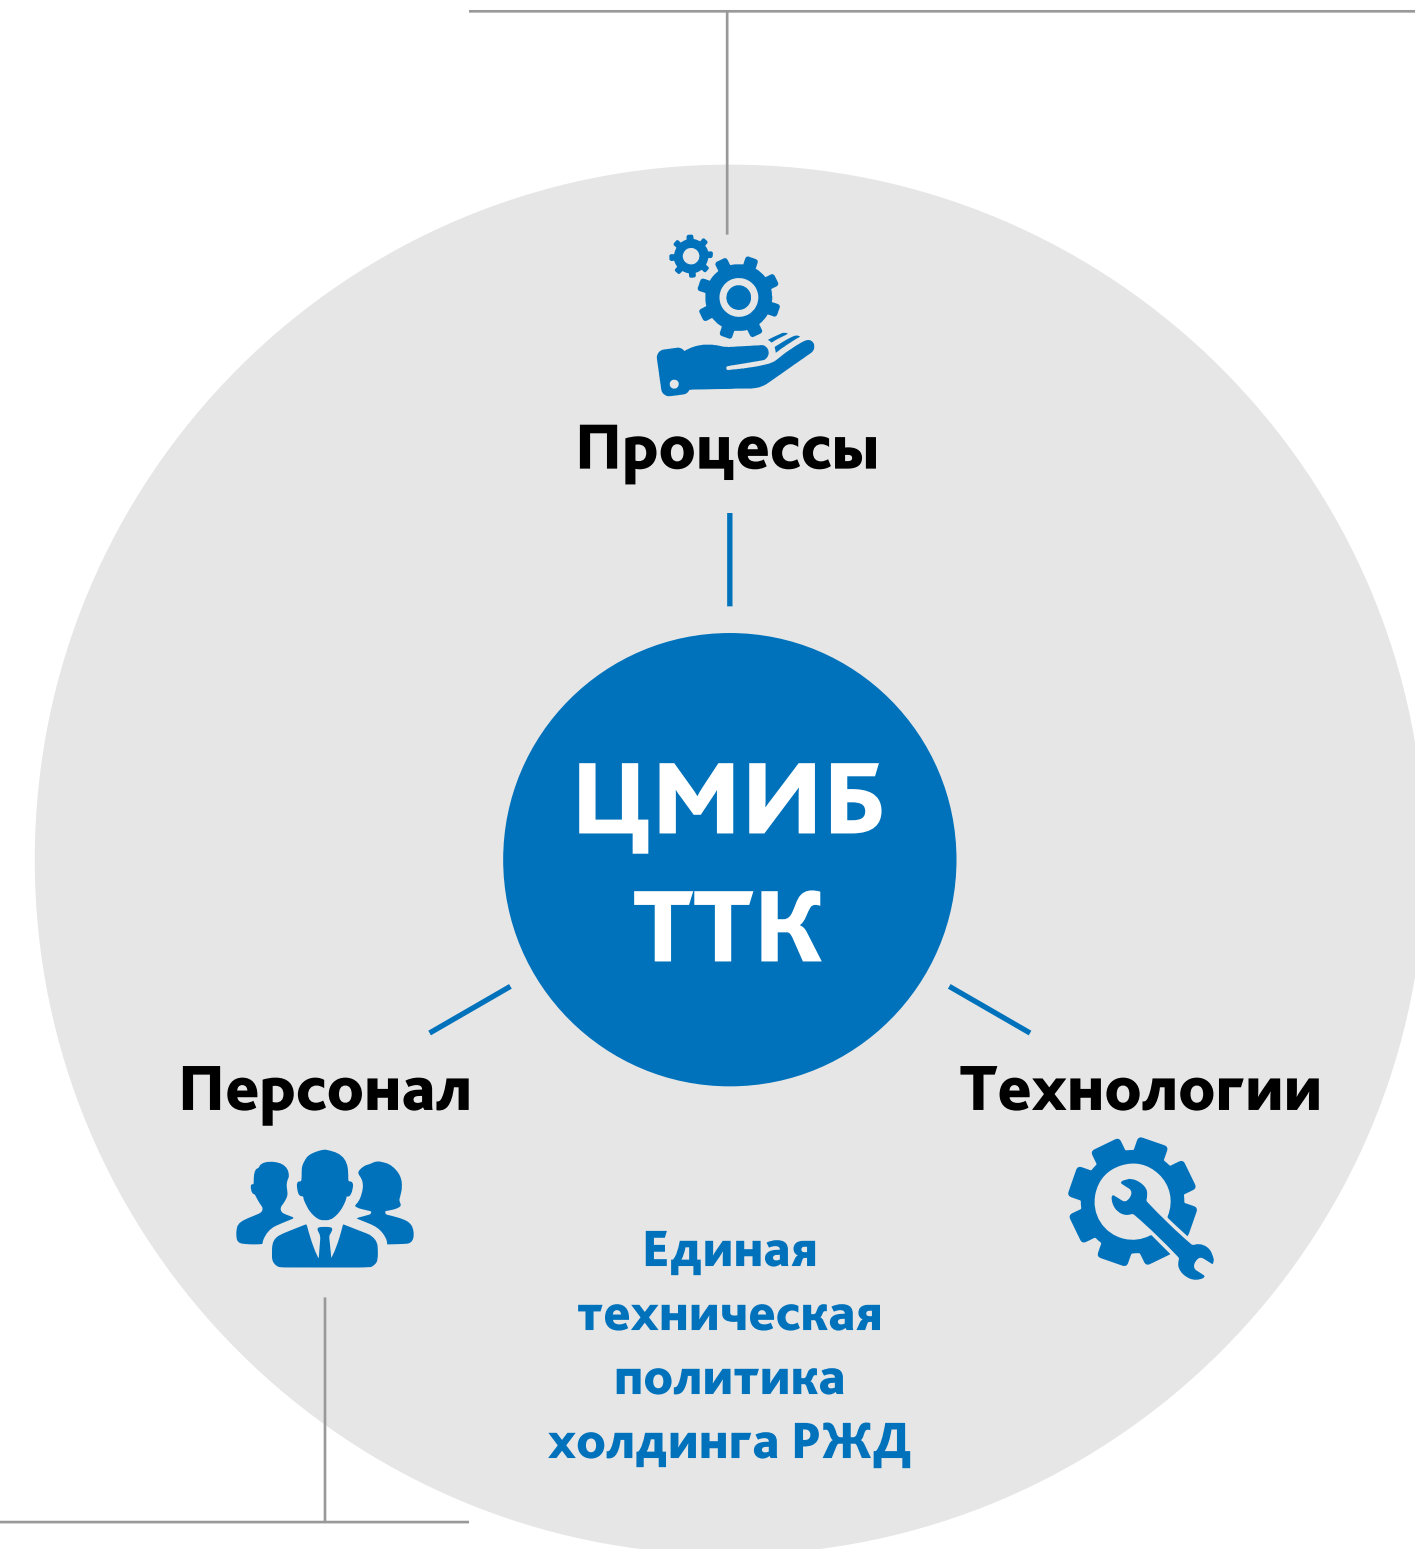 Процессы
ЦМИБ
ТТК
Персонал
Технологии
Единая
техническая
политика
холдинга РЖД